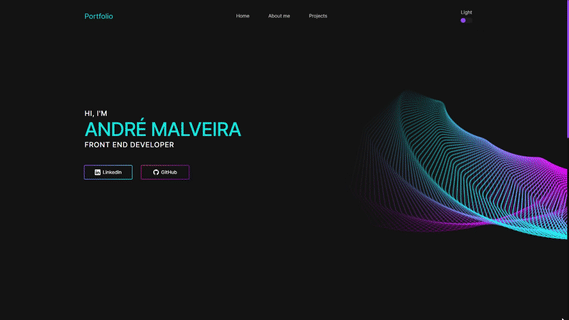 Portfolio
Home About me Projects
Light
HI, I'M
ANDRÉ MALVEIRA
FRONT END DEVELOPER
LinkedIn GitHub